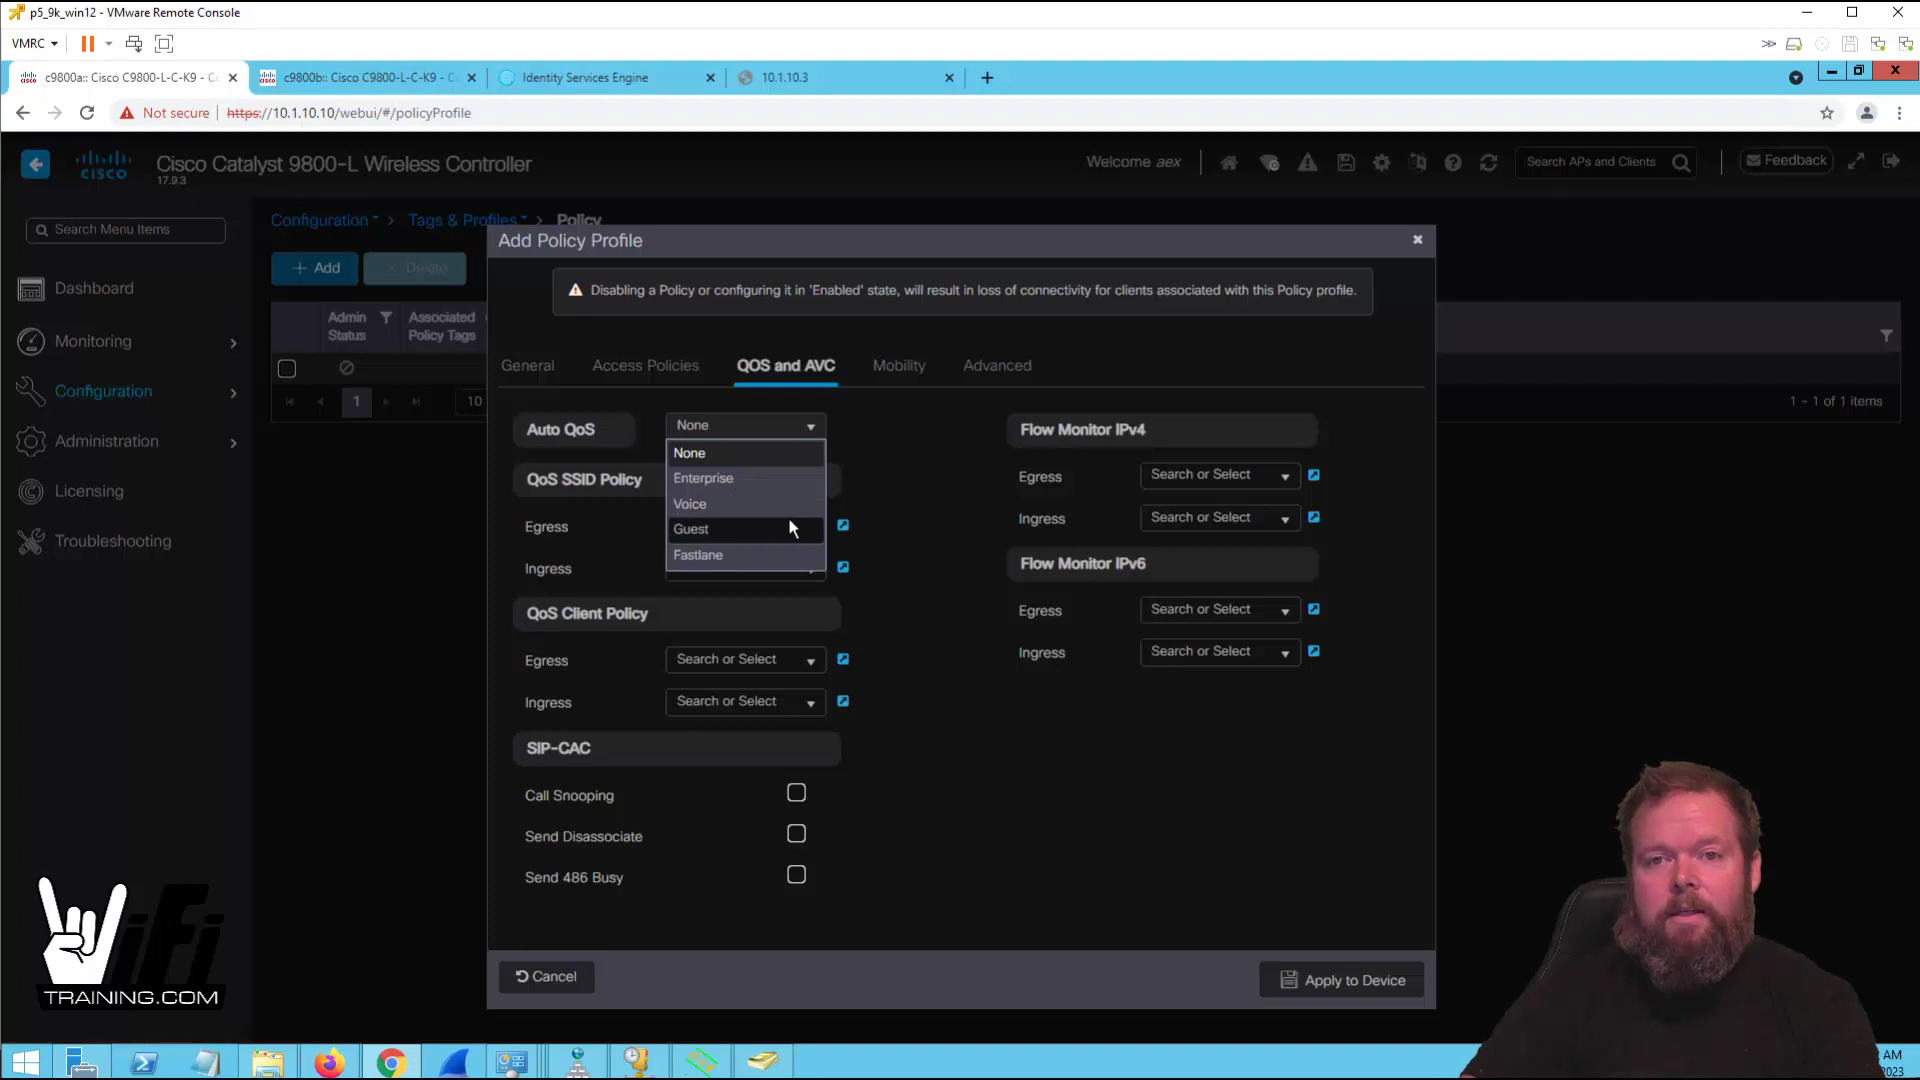 p5_9k_win12 - VMware Remote Console
VMRC
c9800a:: Cisco C9800-L-C-K9 - Co
c9800b:: Cisco C9800-L-C-K9 - C
Identity Services Engine
10.1.10.3
Not secure
https://10.1.10.10/webui/#/policyProfile
CISCO
Cisco Catalyst 9800-L Wireless Controller
17.9.3
Welcome aex
Search APs and Clients
Feedback
Search Menu Items
Dashboard
Monitoring
Configuration
Administration
Licensing
Troubleshooting
Configuration > Tags & Profiles > Policy
+ Add
× Delete
Admin Status
Associated Policy Tags
1
10
1 - 1 of 1 items
Add Policy Profile
Disabling a Policy or configuring it in 'Enabled' state, will result in loss of connectivity for clients associated with this Policy profile.
General
Access Policies
QOS and AVC
Mobility
Advanced
Auto QoS
None
None
Enterprise
Voice
Guest
Fastlane
QoS SSID Policy
Egress
Ingress
QoS Client Policy
Egress
Search or Select
Ingress
Search or Select
SIP-CAC
Call Snooping
Send Disassociate
Send 486 Busy
Flow Monitor IPv4
Egress
Search or Select
Ingress
Search or Select
Flow Monitor IPv6
Egress
Search or Select
Ingress
Search or Select
Cancel
Apply to Device
WiFi
TRAINING.COM
AM
2023